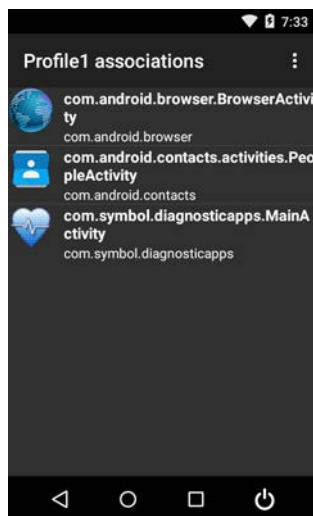 7:33
Profile1 associations
com.android.browser.BrowserActivi
ty
com.android.browser
com.android.contacts.activities.Peo
pleActivity
com.android.contacts
com.symbol.diagnosticapps.MainA
ctivity
com.symbol.diagnosticapps